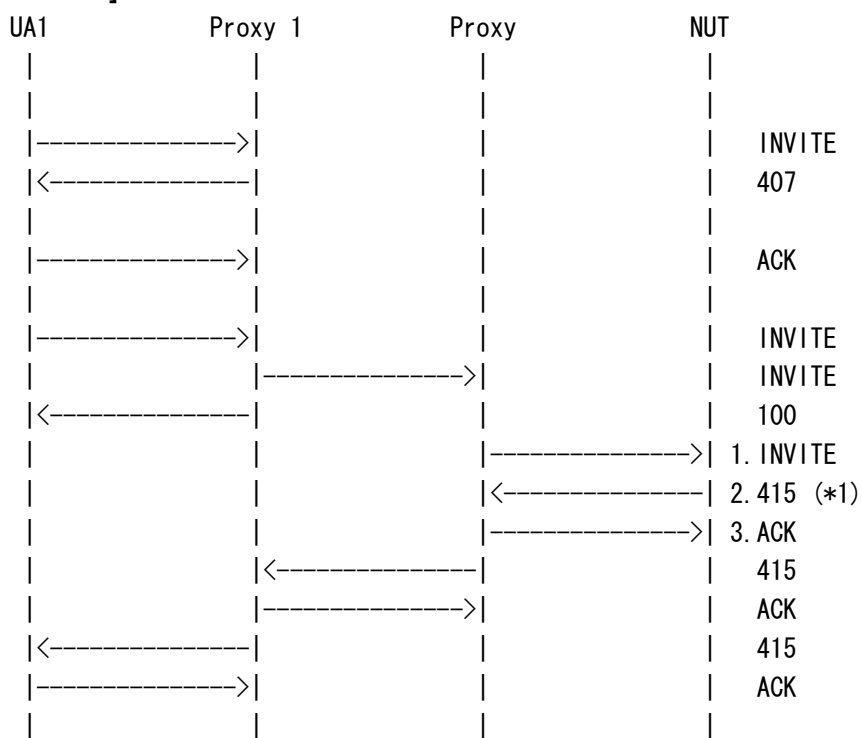 UA1 Proxy 1 Proxy NUT
| | | |
| | | |
|--------------->| | | INVITE
|<---------------| | | 407
| | | |
|--------------->| | | ACK
| | | |
|--------------->| | | INVITE
| |--------------->| | INVITE
|<---------------| | | 100
| | |--------------->| 1.INVITE
| | |<---------------| 2.415 (*1)
| | |--------------->| 3.ACK
| |<---------------| | 415
| |--------------->| | ACK
|<---------------| | | 415
|--------------->| | | ACK
| | | |